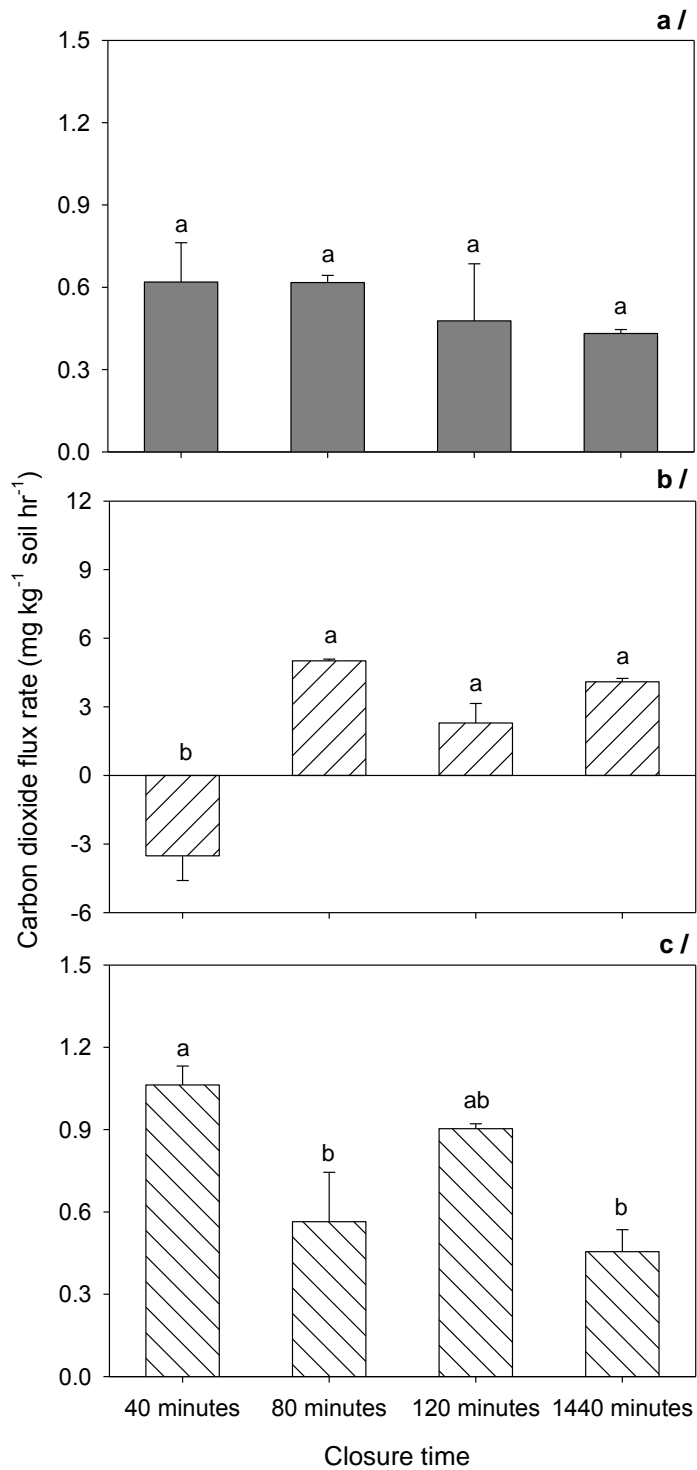 a /
1.5
1.2
0.9
0.6
0.3
0.0
a
a
a
a
b /
12
9
6
3
0
-3
-6
b
a
a
a
c /
1.5
1.2
0.9
0.6
0.3
0.0
a
b
ab
b
Carbon dioxide flux rate (mg kg⁻¹ soil hr⁻¹)
40 minutes 80 minutes 120 minutes 1440 minutes
Closure time